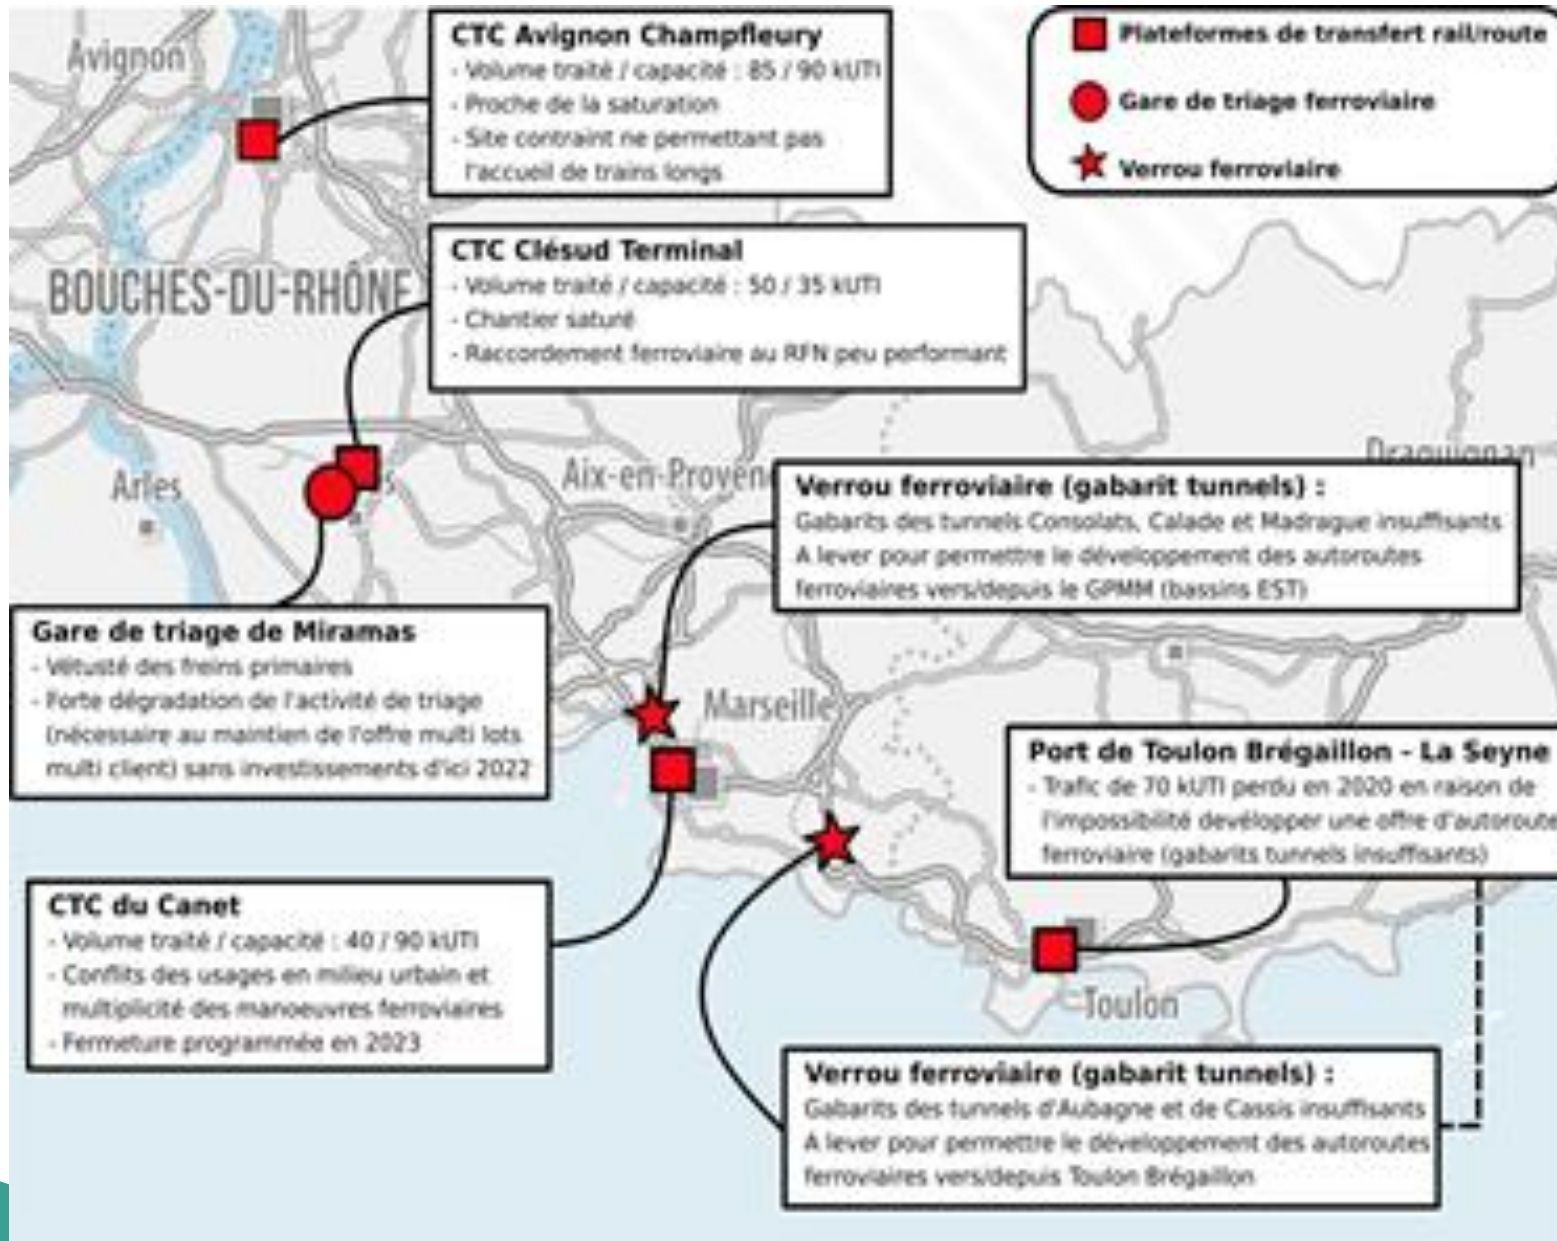 Avignon
CTC Avignon Champfleury
- Volume traité / capacité : 85 / 90 kUTI
- Proche de la saturation
- Site contraint ne permettant pas
l'accueil de trains longs
Plateformes de transfert rail/route
Gare de triage ferroviaire
Verrou ferroviaire
BOUCHES-DU-RHÔNE
CTC Clésud Terminal
- Volume traité / capacité : 50 / 35 kUTI
- Chantier saturé
- Raccordement ferroviaire au RFN peu performant
Arles
Aix-en-Proven
Draguignan
Verrou ferroviaire (gabarit tunnels) :
Gabarits des tunnels Consolats, Calade et Madrague insuffisants
A lever pour permettre le développement des autoroutes
ferroviaires vers/depuis le GPMM (bassins EST)
Gare de triage de Miramas
- Vétusté des freins primaires
- Forte dégradation de l'activité de triage
(nécessaire au maintien de l'offre multi lots
multi client) sans investissements d'ici 2022
Marseille
Port de Toulon Brégaillon - La Seyne
- Trafic de 70 kUTI perdu en 2020 en raison de
l'impossibilité devélopper une offre d'autoroute
ferroviaire (gabarits tunnels insuffisants)
CTC du Canet
- Volume traité / capacité : 40 / 90 kUTI
- Conflits des usages en milieu urbain et
multiplicité des manoeuvres ferroviaires
- Fermeture programmée en 2023
Toulon
Verrou ferroviaire (gabarit tunnels) :
Gabarits des tunnels d'Aubagne et de Cassis insuffisants
A lever pour permettre le développement des autoroutes
ferroviaires vers/depuis Toulon Brégaillon